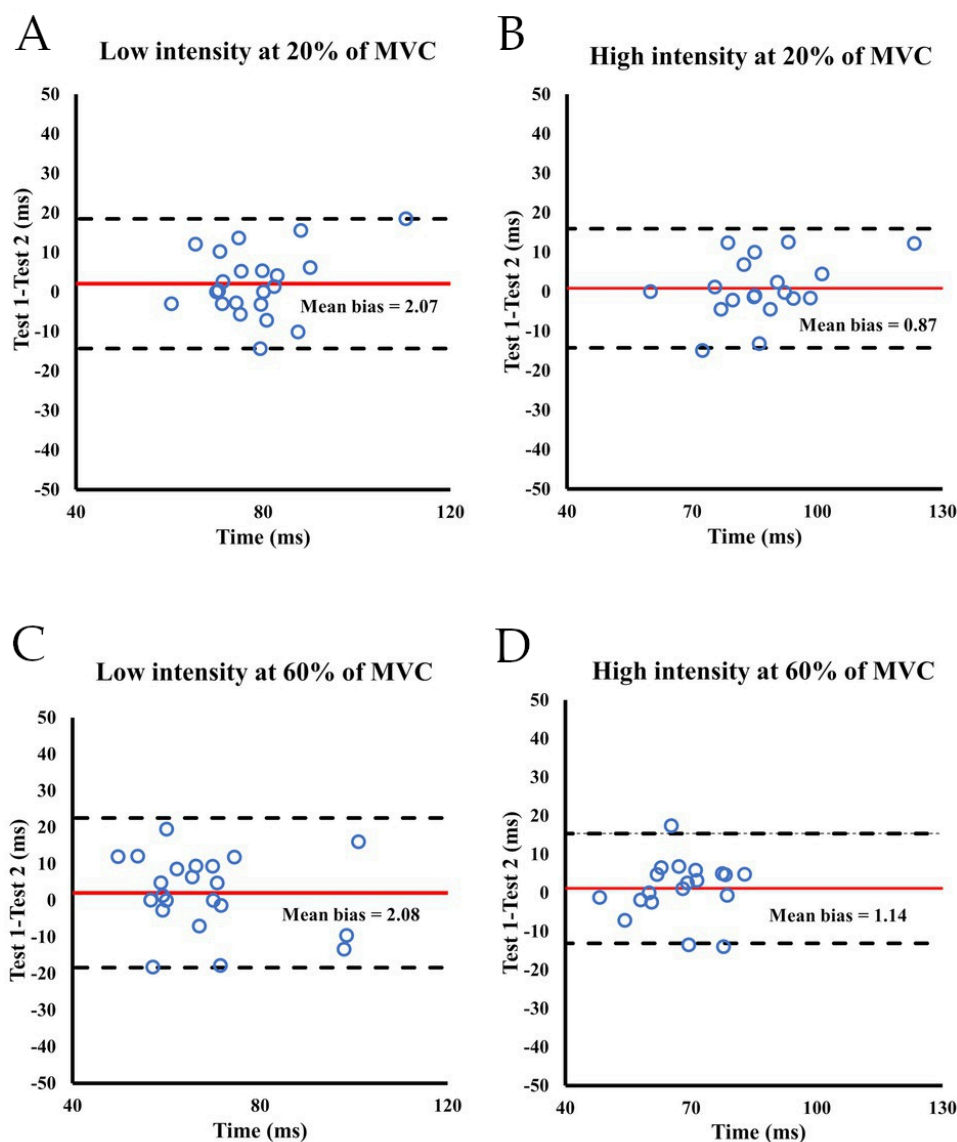 A
Low intensity at 20% of MVC
50
40
30
20
10
0
-10
-20
-30
-40
-50
Test 1-Test 2 (ms)
Mean bias = 2.07
40
80
120
Time (ms)
B
High intensity at 20% of MVC
50
40
30
20
10
0
-10
-20
-30
-40
-50
Test 1-Test 2 (ms)
Mean bias = 0.87
40
70
100
130
Time (ms)
C
Low intensity at 60% of MVC
50
40
30
20
10
0
-10
-20
-30
-40
-50
Test 1-Test 2 (ms)
Mean bias = 2.08
40
80
120
Time (ms)
D
High intensity at 60% of MVC
50
40
30
20
10
0
-10
-20
-30
-40
-50
Test 1-Test 2 (ms)
Mean bias = 1.14
40
70
100
130
Time (ms)